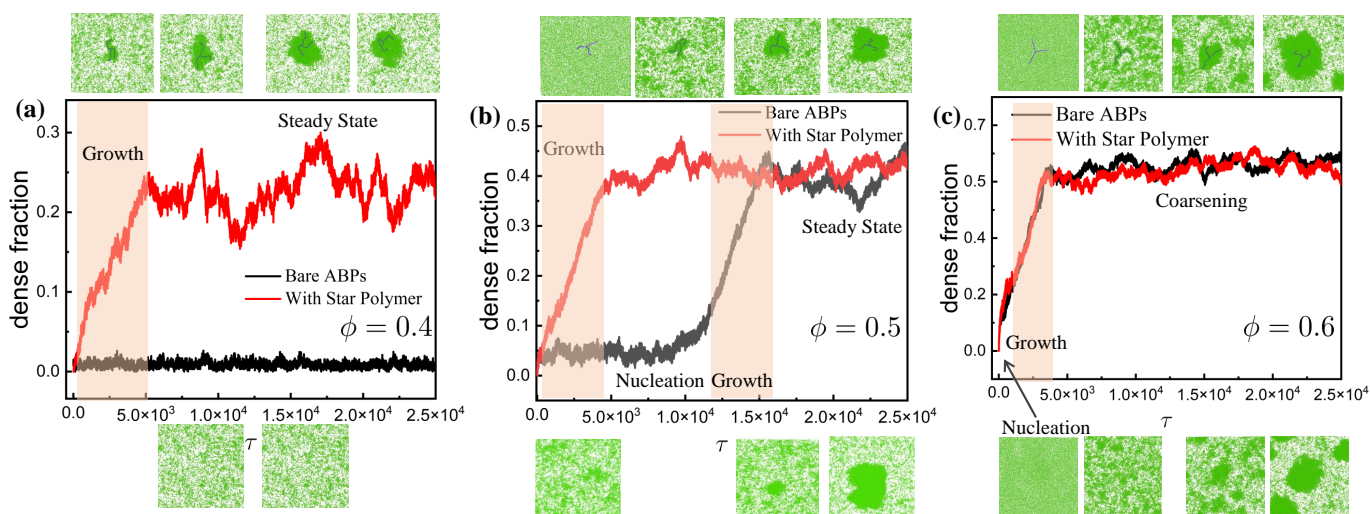 (a)
dense fraction
0.3
0.2
0.1
0.0
Growth
Steady State
Bare ABPs
With Star Polymer
ϕ = 0.4
0.0 5.0×10³ 1.0×10⁴ 1.5×10⁴ 2.0×10⁴ 2.5×10⁴
τ
(b)
dense fraction
0.5
0.4
0.3
0.2
0.1
0.0
Bare ABPs
With Star Polymer
Growth
Steady State
ϕ = 0.5
Nucleation
Growth
0.0 5.0×10³ 1.0×10⁴ 1.5×10⁴ 2.0×10⁴ 2.5×10⁴
τ
(c)
dense fraction
0.7
0.5
0.3
0.2
0.0
Bare ABPs
With Star Polymer
Coarsening
ϕ = 0.6
Growth
0.0 5.0×10³ 1.0×10⁴ 1.5×10⁴ 2.0×10⁴ 2.5×10⁴
Nucleation
τ